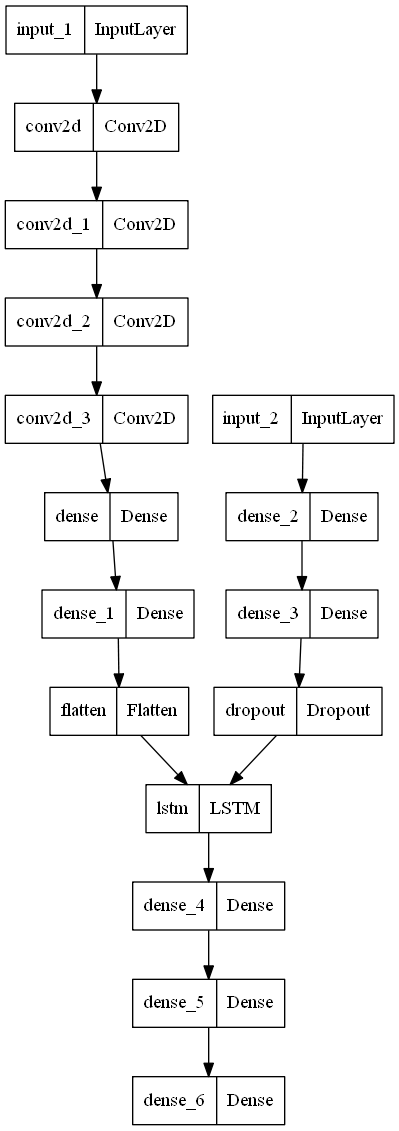 input_1 InputLayer
conv2d Conv2D
conv2d_1 Conv2D
conv2d_2 Conv2D
conv2d_3 Conv2D
input_2 InputLayer
dense Dense
dense_2 Dense
dense_1 Dense
dense_3 Dense
flatten Flatten
dropout Dropout
lstm LSTM
dense_4 Dense
dense_5 Dense
dense_6 Dense